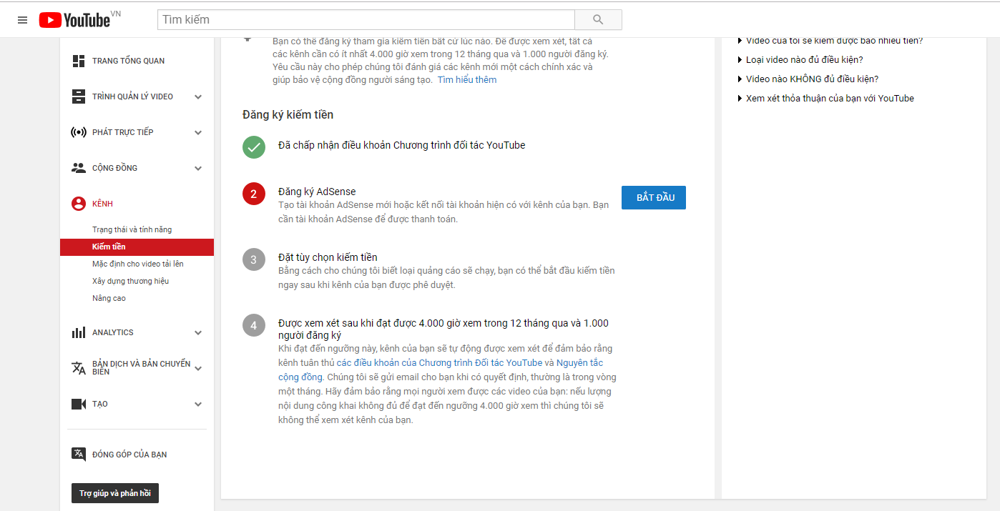 YouTube VN
Tìm kiếm
TRANG TỔNG QUAN
TRÌNH QUẢN LÝ VIDEO
PHÁT TRỰC TIẾP
CỘNG ĐỒNG
KÊNH
Trạng thái và tính năng
Kiếm tiền
Mặc định cho video tải lên
Xây dựng thương hiệu
Nâng cao
ANALYTICS
BẢN DỊCH VÀ BẢN CHUYỂN
BIÊN
TẠO
ĐÓNG GÓP CỦA BẠN
Trợ giúp và phản hồi
Bạn có thể đăng ký tham gia kiếm tiền bất cứ lúc nào. Để được xem xét, tất cả
các kênh cần có ít nhất 4.000 giờ xem trong 12 tháng qua và 1.000 người đăng ký.
Yêu cầu này cho phép chúng tôi đánh giá các kênh mới một cách chính xác và
giúp bảo vệ cộng đồng người sáng tạo. Tìm hiểu thêm
Đăng ký kiếm tiền
Đã chấp nhận điều khoản Chương trình đối tác YouTube
2
Đăng ký AdSense
Tạo tài khoản AdSense mới hoặc kết nối tài khoản hiện có với kênh của bạn. Bạn
cần tài khoản AdSense để được thanh toán.
BẮT ĐẦU
3
Đặt tùy chọn kiếm tiền
Bằng cách cho chúng tôi biết loại quảng cáo sẽ chạy, bạn có thể bắt đầu kiếm tiền
ngay sau khi kênh của bạn được phê duyệt.
4
Được xem xét sau khi đạt được 4.000 giờ xem trong 12 tháng qua và 1.000
người đăng ký
Khi đạt đến ngưỡng này, kênh của bạn sẽ tự động được xem xét để đảm bảo rằng
kênh tuân thủ các điều khoản của Chương trình Đối tác YouTube và Nguyên tắc
cộng đồng. Chúng tôi sẽ gửi email cho bạn khi có quyết định, thường là trong vòng
một tháng. Hãy đảm bảo rằng mọi người xem được các video của bạn: nếu lượng
nội dung công khai không đủ để đạt đến ngưỡng 4.000 giờ xem thì chúng tôi sẽ
không thể xem xét kênh của bạn.
Video của tôi sẽ kiếm được bao nhiêu tiền?
Loại video nào đủ điều kiện?
Video nào KHÔNG đủ điều kiện?
Xem xét thỏa thuận của bạn với YouTube